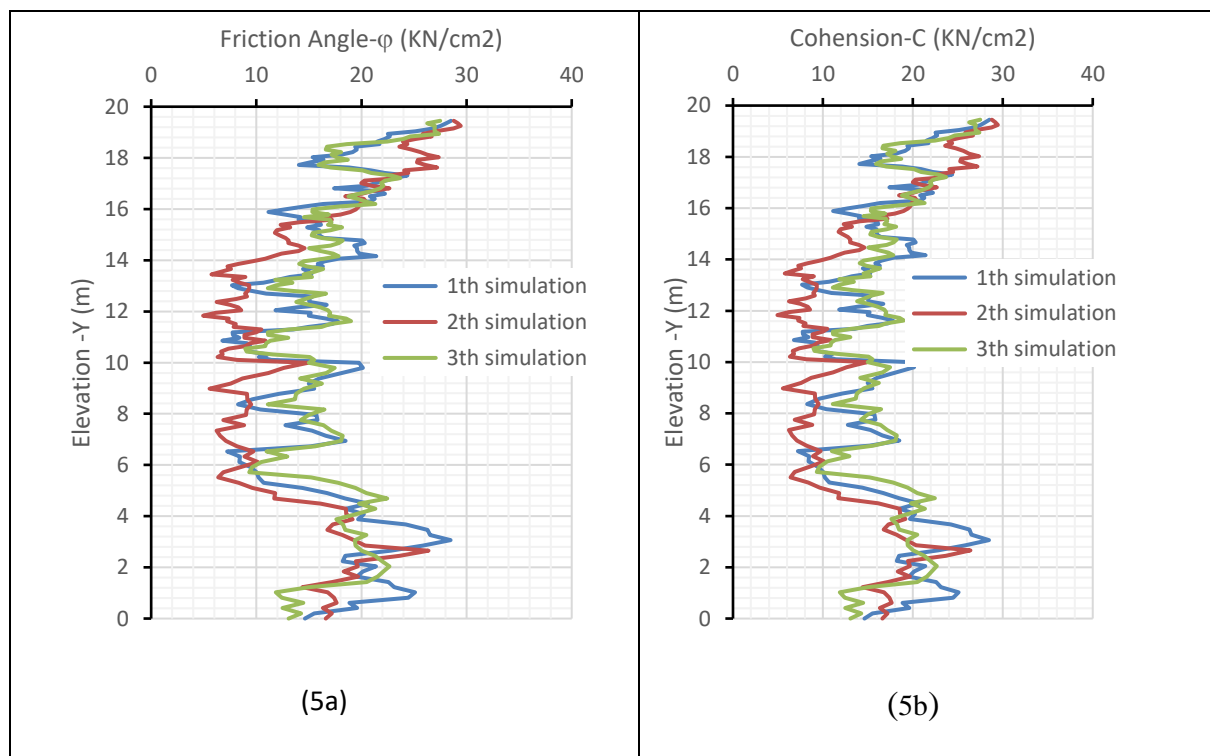 Friction Angle-φ (KN/cm2)
0 10 20 30 40
20
18
16
14
12
10
8
6
4
2
0
Elevation -Y (m)
1th simulation
2th simulation
3th simulation
(5a)
Cohension-C (KN/cm2)
0 10 20 30 40
20
18
16
14
12
10
8
6
4
2
0
Elevation -Y (m)
1th simulation
2th simulation
3th simulation
(5b)